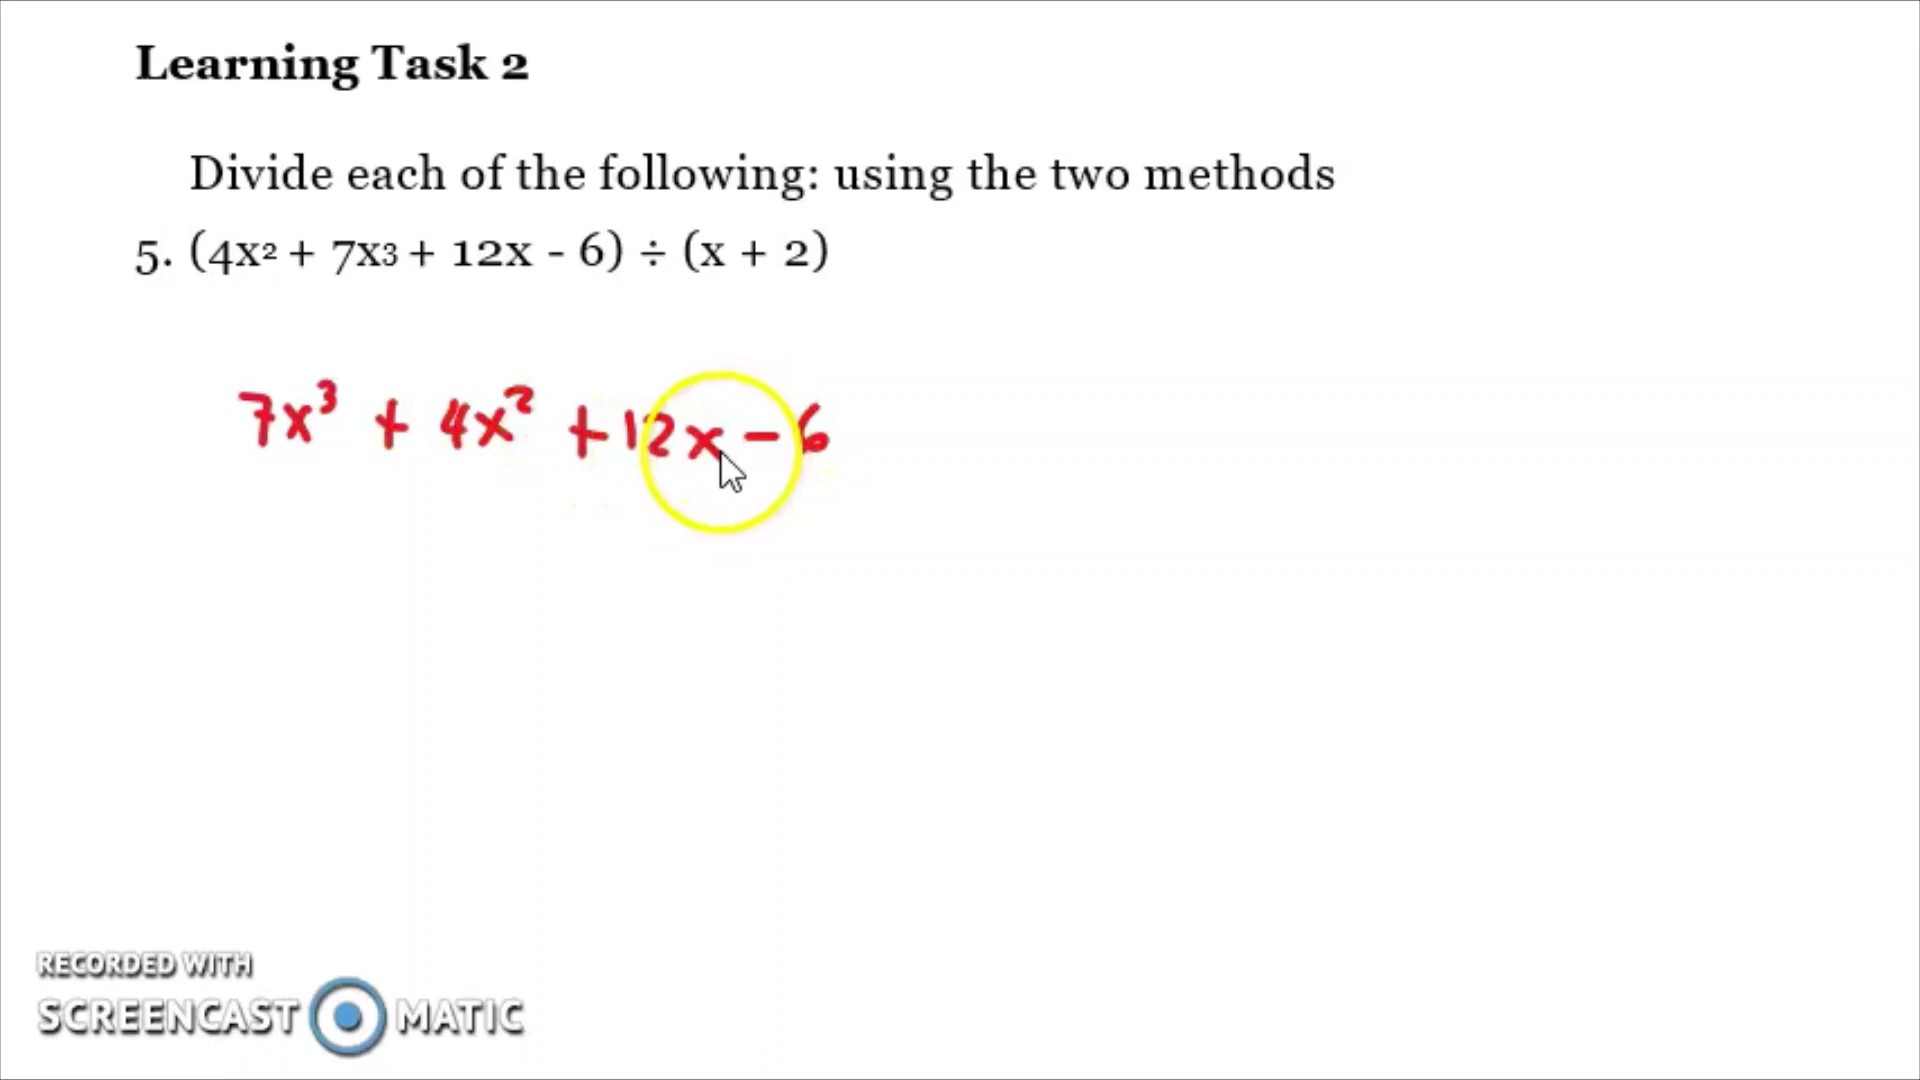 Learning Task 2
Divide each of the following: using the two methods
5. (4x2 + 7x3 + 12x - 6) ÷ (x + 2)
7x³ + 4x² + 12x - 6
RECORDED WITH
SCREENCAST MATIC